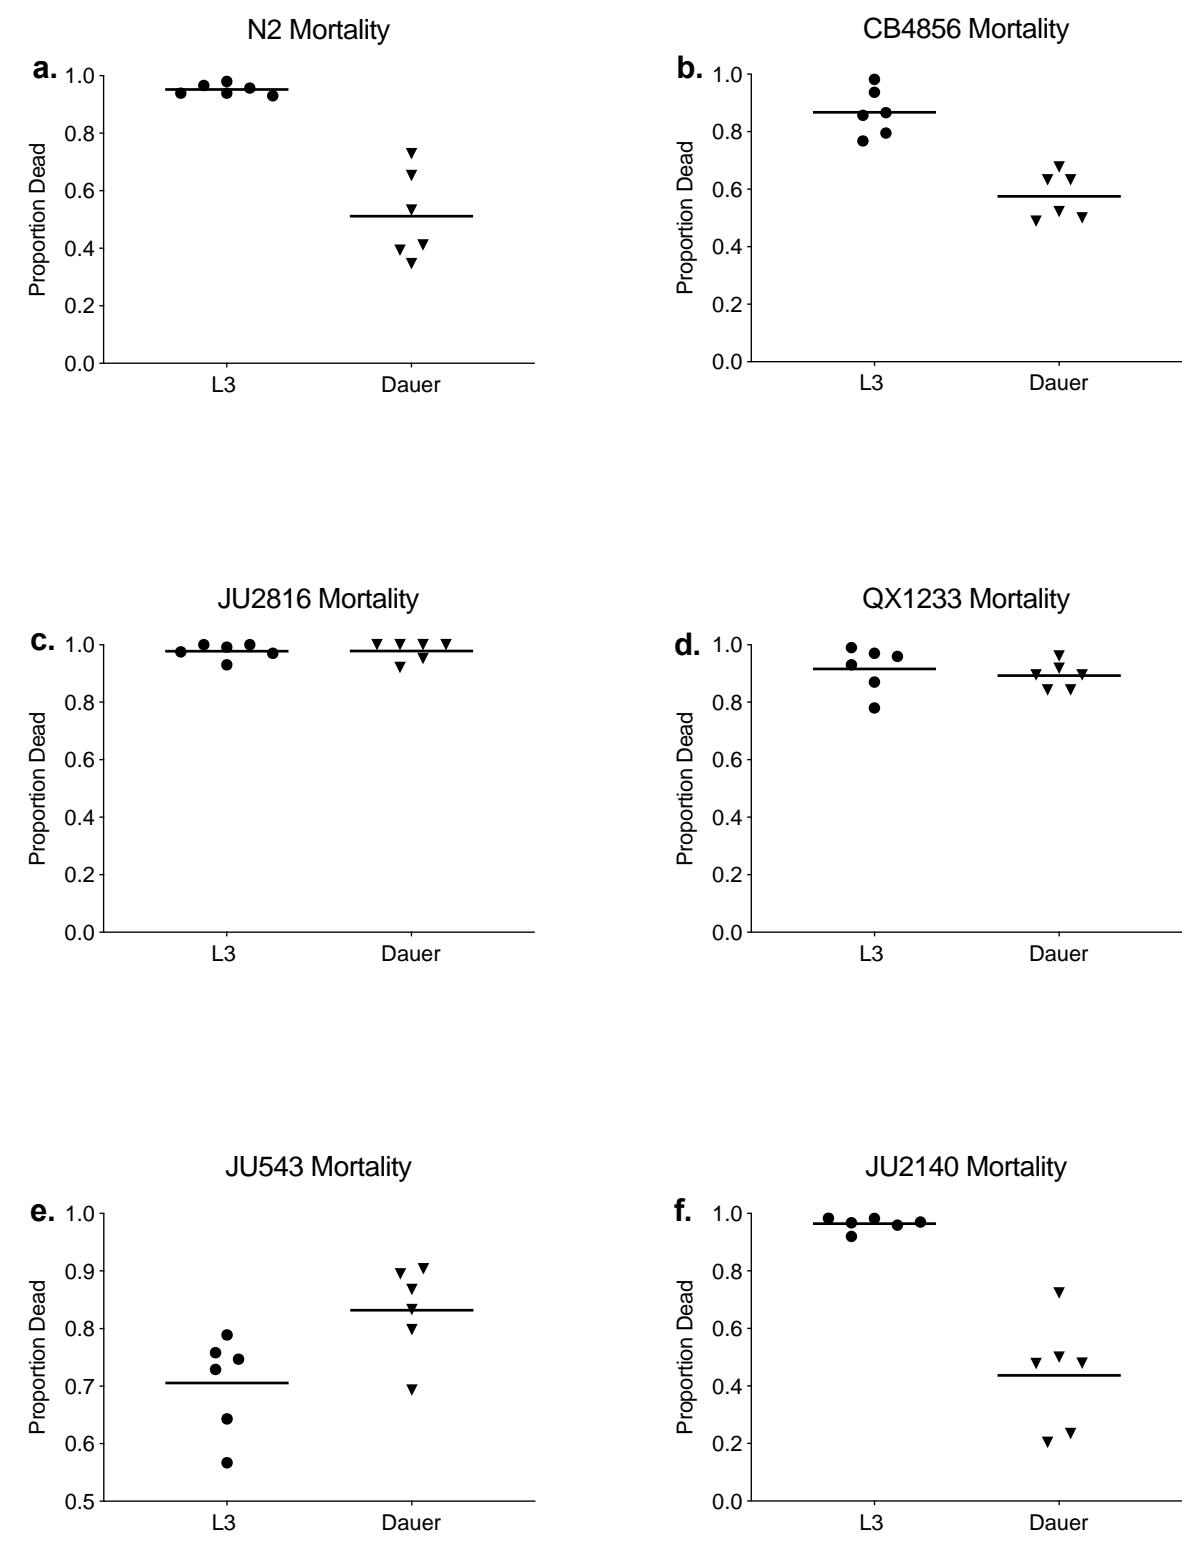 N2 Mortality
a.
1.0
0.8
0.6
0.4
0.2
0.0
Proportion Dead
L3 Dauer
CB4856 Mortality
b.
1.0
0.8
0.6
0.4
0.2
0.0
Proportion Dead
L3 Dauer
JU2816 Mortality
c.
1.0
0.8
0.6
0.4
0.2
0.0
Proportion Dead
L3 Dauer
QX1233 Mortality
d.
1.0
0.8
0.6
0.4
0.2
0.0
Proportion Dead
L3 Dauer
JU543 Mortality
e.
1.0
0.9
0.8
0.7
0.6
0.5
Proportion Dead
L3 Dauer
JU2140 Mortality
f.
1.0
0.8
0.6
0.4
0.2
0.0
Proportion Dead
L3 Dauer